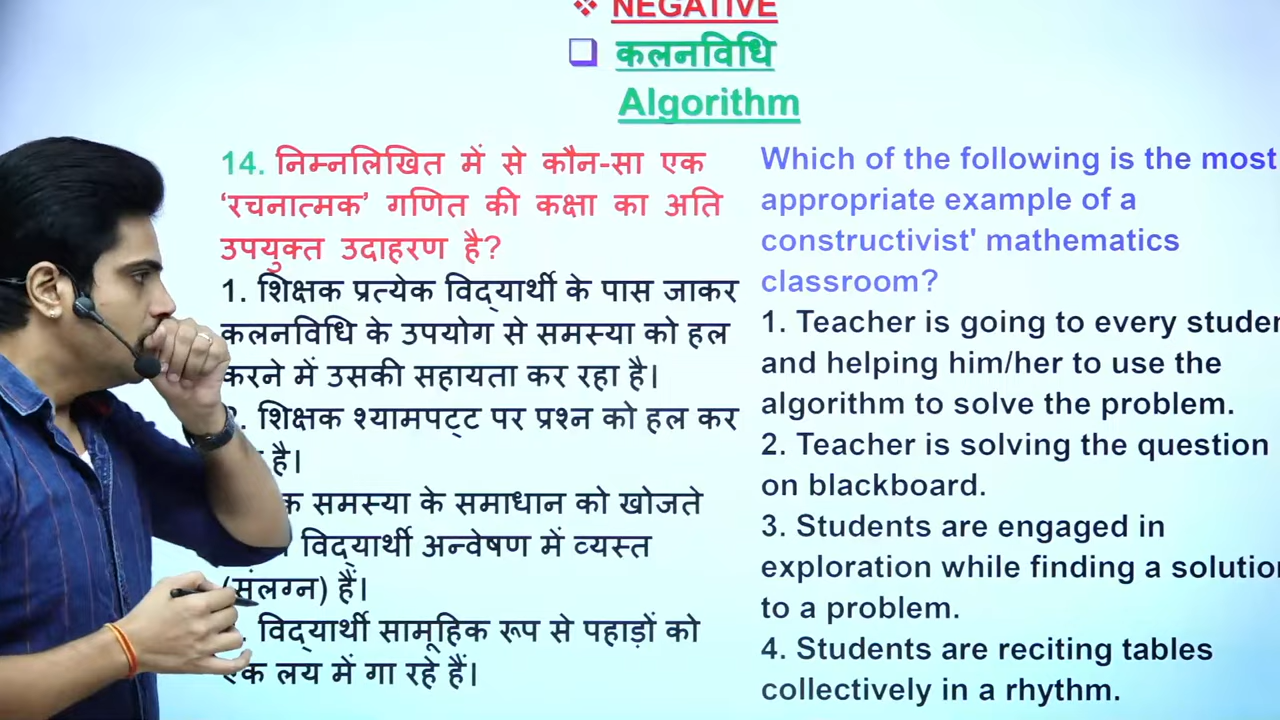 NEGATIVE
कलनविधि
Algorithm
14. निम्नलिखित में से कौन-सा एक
‘रचनात्मक’ गणित की कक्षा का अति
उपयुक्त उदाहरण है?
1. शिक्षक प्रत्येक विद्यार्थी के पास जाकर
कलनविधि के उपयोग से समस्या को हल
करने में उसकी सहायता कर रहा है।
शिक्षक श्यामपट्ट पर प्रश्न को हल कर
है।
समस्या के समाधान को खोजते
विद्यार्थी अन्वेषण में व्यस्त
(संलग्न) हैं।
विद्यार्थी सामूहिक रूप से पहाड़ों को
एक लय में गा रहे हैं।
Which of the following is the most
appropriate example of a
constructivist' mathematics
classroom?
1. Teacher is going to every
and helping him/her to use the
algorithm to solve the problem.
2. Teacher is solving the question
on blackboard.
3. Students are engaged in
exploration while finding a
to a problem.
4. Students are reciting tables
collectively in a rhythm.